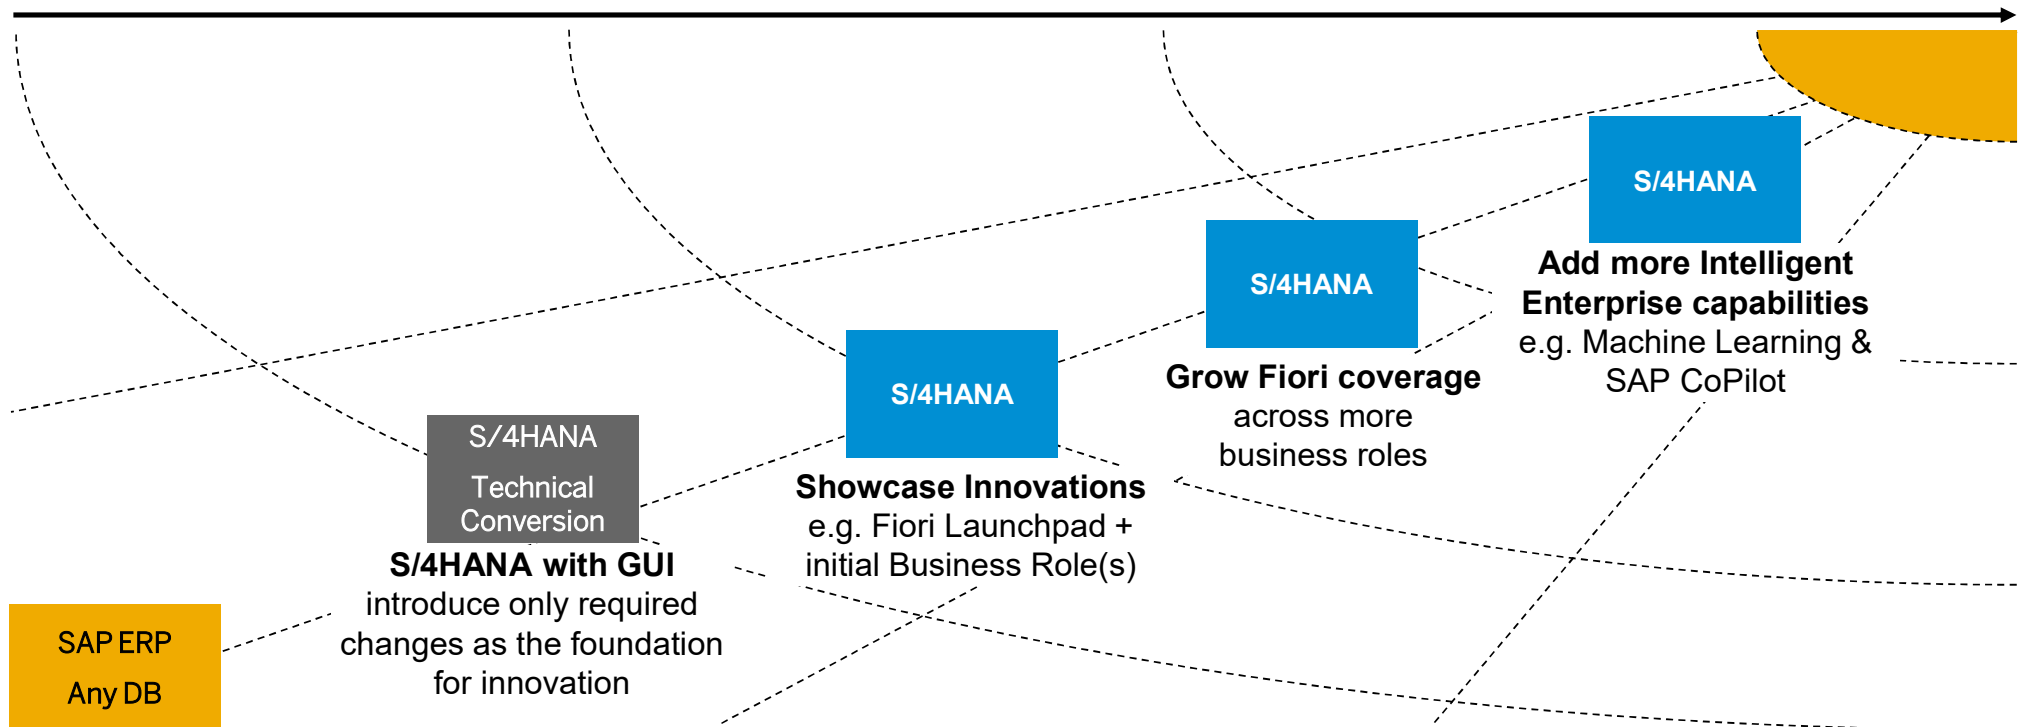 SAP ERP
Any DB
S/4HANA
Technical
Conversion
S/4HANA with GUI
introduce only required
changes as the foundation
for innovation
S/4HANA
Showcase Innovations
e.g. Fiori Launchpad +
initial Business Role(s)
S/4HANA
Grow Fiori coverage
across more
business roles
S/4HANA
Add more Intelligent
Enterprise capabilities
e.g. Machine Learning &
SAP CoPilot